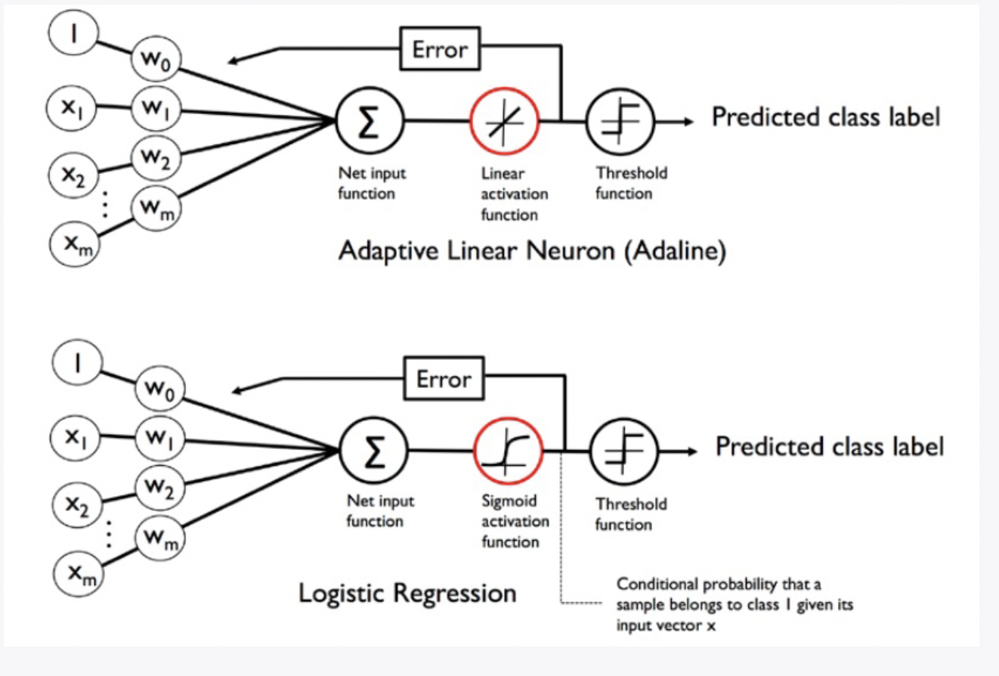 1
w0
Error
x1
w1
Σ
Predicted class label
x2
w2
Net input
function
Linear
activation
function
Threshold
function
wm
xm
Adaptive Linear Neuron (Adaline)
1
w0
Error
x1
w1
Σ
Predicted class label
x2
w2
Net input
function
Sigmoid
activation
function
Threshold
function
wm
xm
Logistic Regression
Conditional probability that a
sample belongs to class 1 given its
input vector x